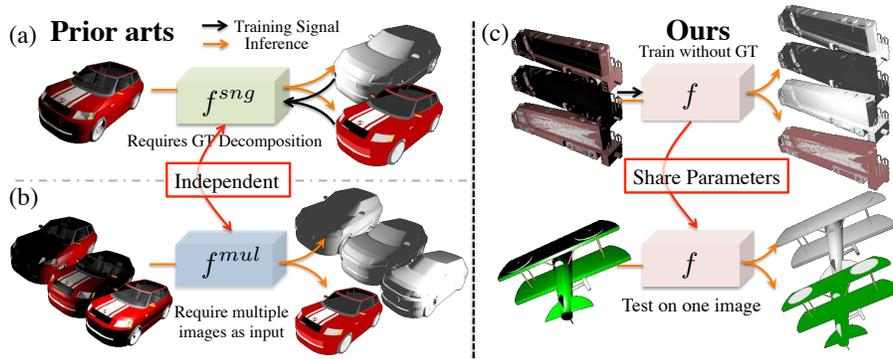 (a) Prior arts
Training Signal
Inference
f^{sng}
Requires GT Decomposition
Independent
(b)
f^{mul}
Require multiple
images as input
(c) Ours
Train without GT
f
Share Parameters
f
Test on one image